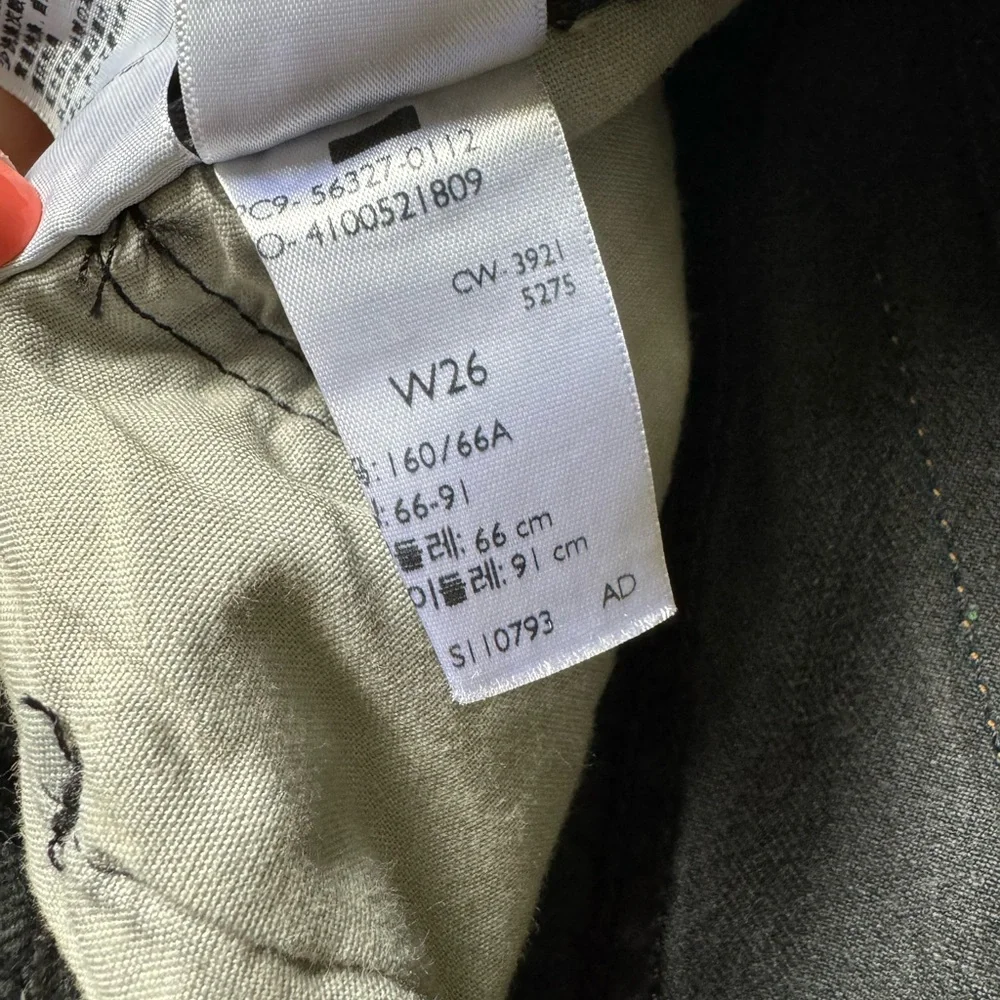 PC9-56327-0112
O-4100521809
CW-3921
5275
W26
: 160/66A
: 66-91
둘레: 66 cm
이둘레: 91 cm
S110793 AD